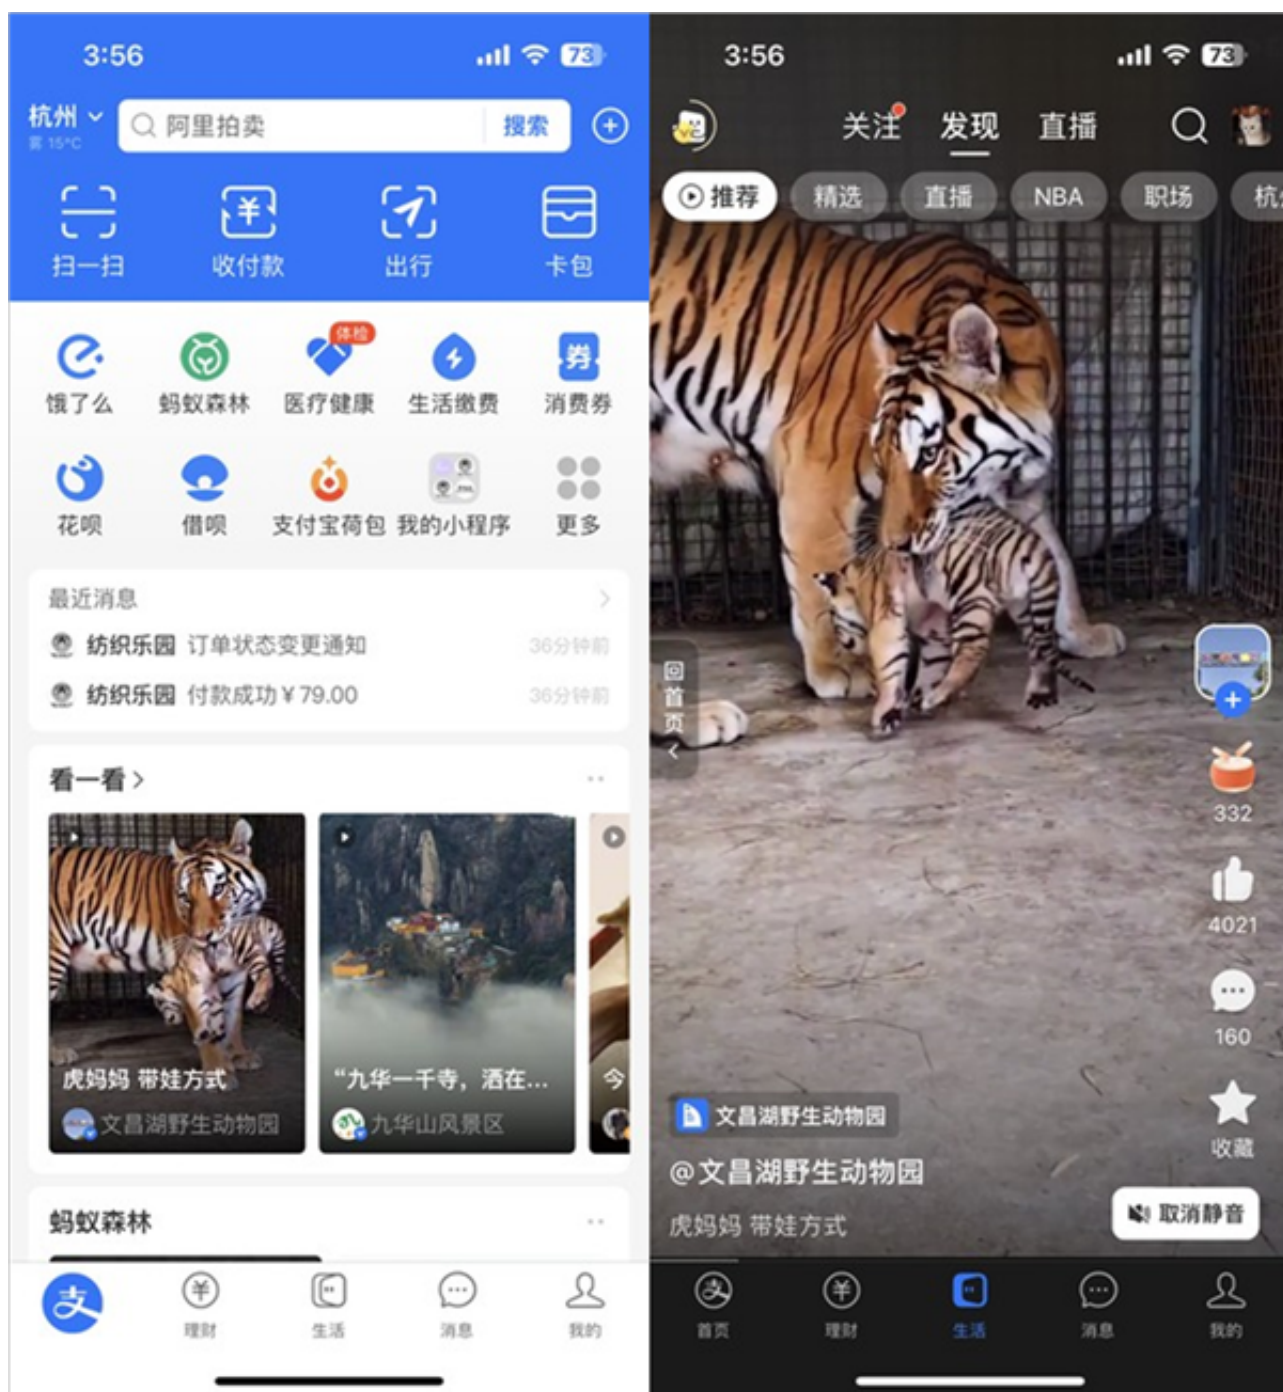 3:56
73
杭州
雾 15°C
阿里拍卖
搜索
扫一扫
收付款
出行
卡包
体检
券
饿了么
蚂蚁森林
医疗健康
生活缴费
消费券
花呗
借呗
支付宝荷包
我的小程序
更多
最近消息
纺织乐园 订单状态变更通知
36分钟前
纺织乐园 付款成功¥79.00
36分钟前
看一看
虎妈妈 带娃方式
文昌湖野生动物园
“九华一千寺，洒在...
九华山风景区
今
蚂蚁森林
支
理财
生活
消息
我的
3:56
73
关注
发现
直播
推荐
精选
直播
NBA
职场
杭州
回首页
332
4021
160
收藏
文昌湖野生动物园
@文昌湖野生动物园
虎妈妈 带娃方式
取消静音
首页
理财
生活
消息
我的